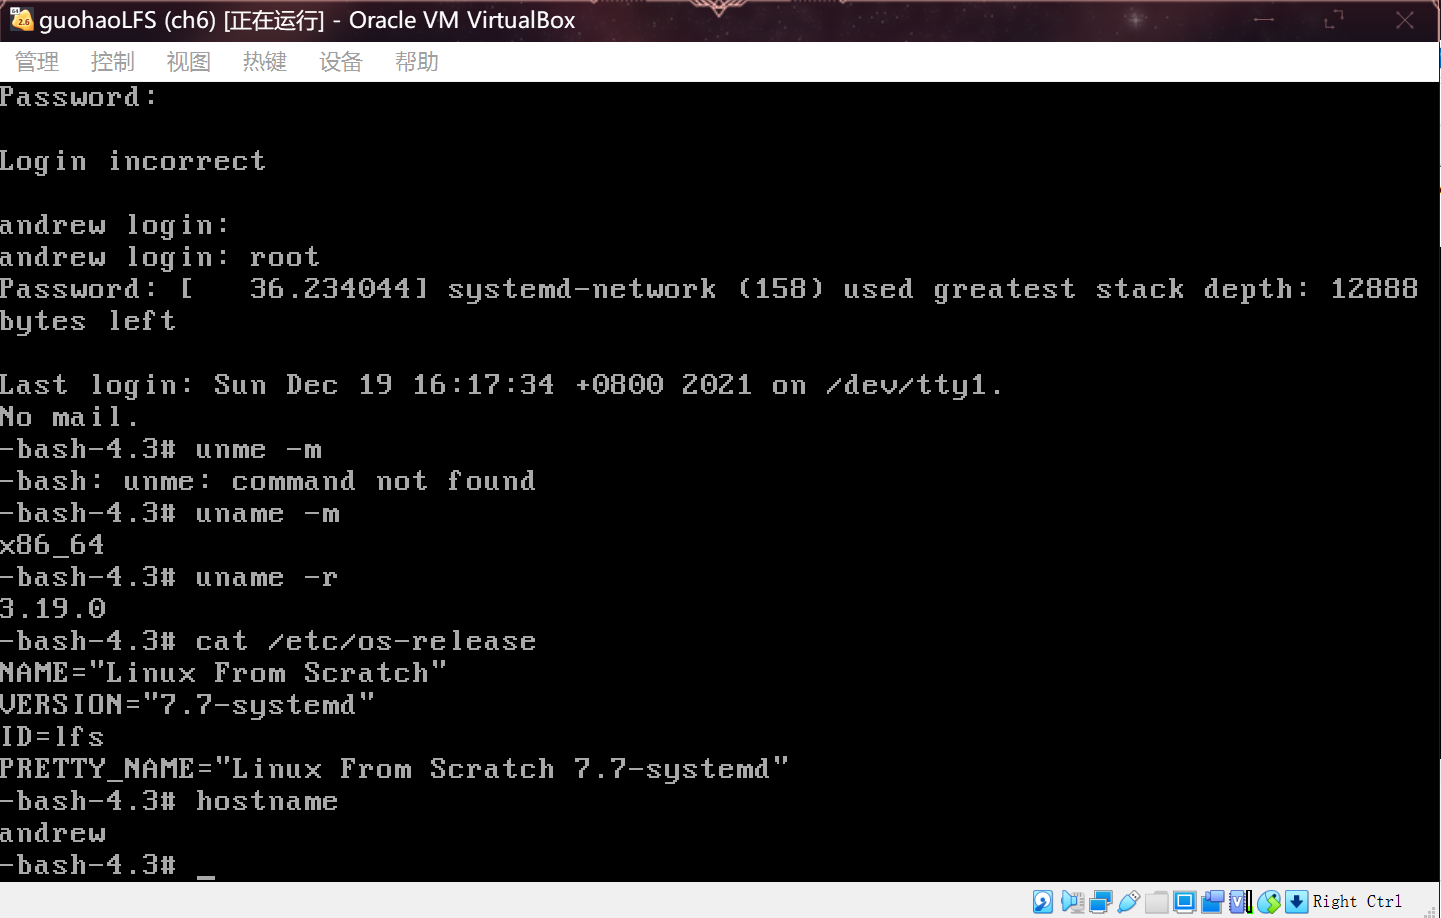 guohaoLFS (ch6) [正在运行] - Oracle VM VirtualBox
管理 控制 视图 热键 设备 帮助
Password:
Login incorrect
andrew login:
andrew login: root
Password: [   36.234044] systemd-network (158) used greatest stack depth: 12888
bytes left
Last login: Sun Dec 19 16:17:34 +0800 2021 on /dev/tty1.
No mail.
-bash-4.3# unme -m
-bash: unme: command not found
-bash-4.3# uname -m
x86_64
-bash-4.3# uname -r
3.19.0
-bash-4.3# cat /etc/os-release
NAME="Linux From Scratch"
VERSION="7.7-systemd"
ID=lfs
PRETTY_NAME="Linux From Scratch 7.7-systemd"
-bash-4.3# hostname
andrew
-bash-4.3# _
Right Ctrl